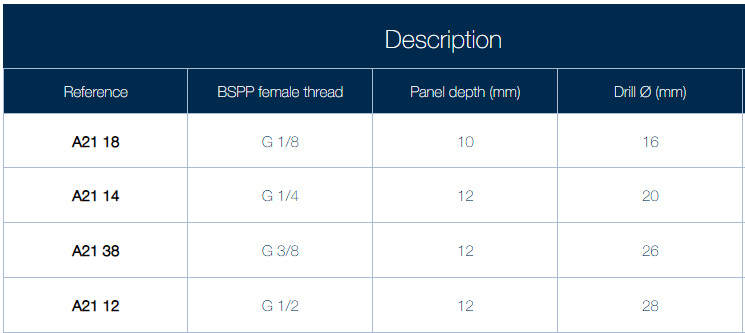 Description
Reference BSPP female thread Panel depth (mm) Drill Ø (mm)
A21 18 G 1/8 10 16
A21 14 G 1/4 12 20
A21 38 G 3/8 12 26
A21 12 G 1/2 12 28